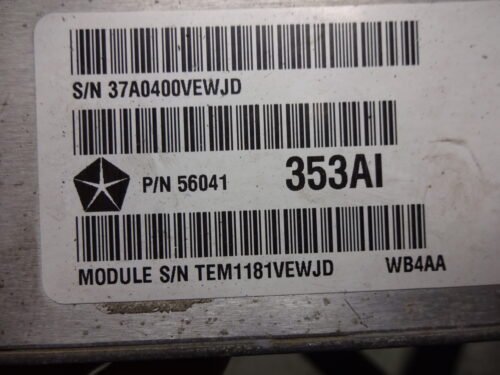 S/N 37A0400VEWJD
P/N 56041 353AI
MODULE S/N TEM1181VEWJD WB4AA